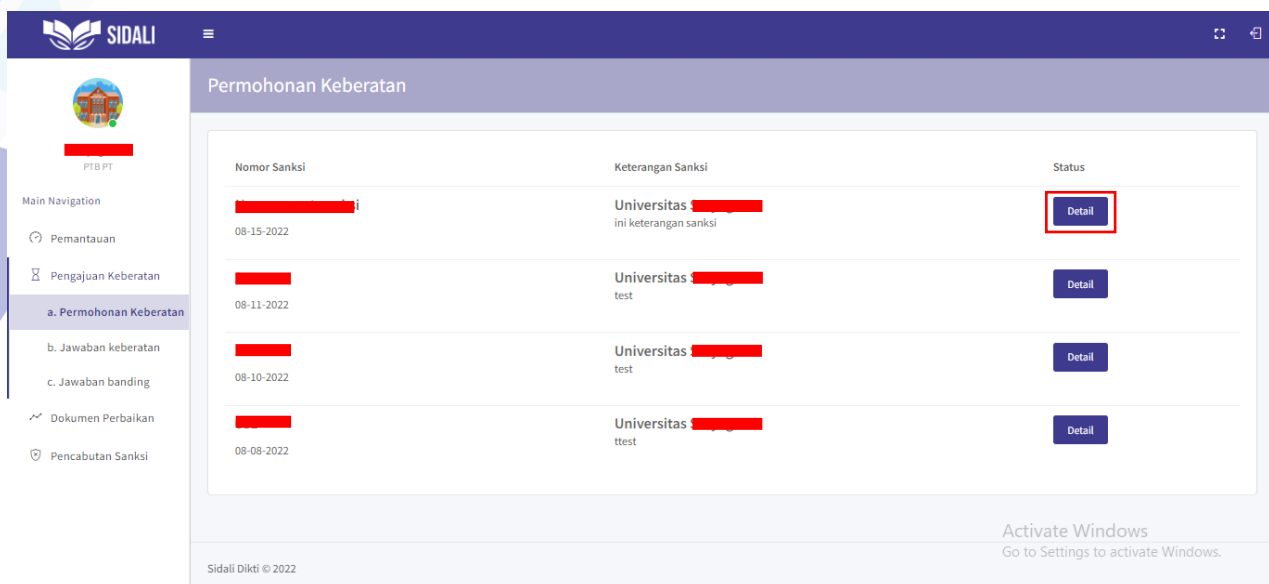 SIDALI
Permohonan Keberatan
PTB PT
Main Navigation
Pemantauan
Pengajuan Keberatan
a. Permohonan Keberatan
b. Jawaban keberatan
c. Jawaban banding
Dokumen Perbaikan
Pencabutan Sanksi
Nomor Sanksi Keterangan Sanksi Status
Universitas
08-15-2022 ini keterangan sanksi Detail
Universitas
08-11-2022 test Detail
Universitas
08-10-2022 test Detail
Universitas
08-08-2022 ttest Detail
Activate Windows
Go to Settings to activate Windows.
Sidali Dikti © 2022